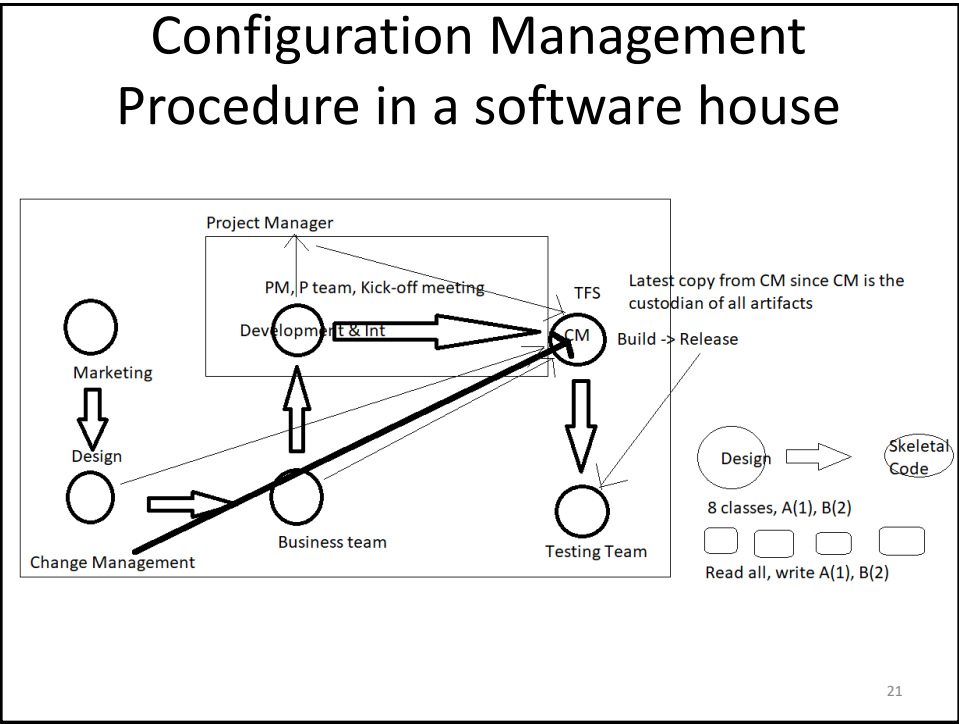 Configuration Management
Procedure in a software house
Project Manager
PM, P team, Kick-off meeting
TFS
Latest copy from CM since CM is the
custodian of all artifacts
Development & Int
CM
Build -> Release
Marketing
Design
Business team
Change Management
Testing Team
Design
Skeletal
Code
8 classes, A(1), B(2)
Read all, write A(1), B(2)
21